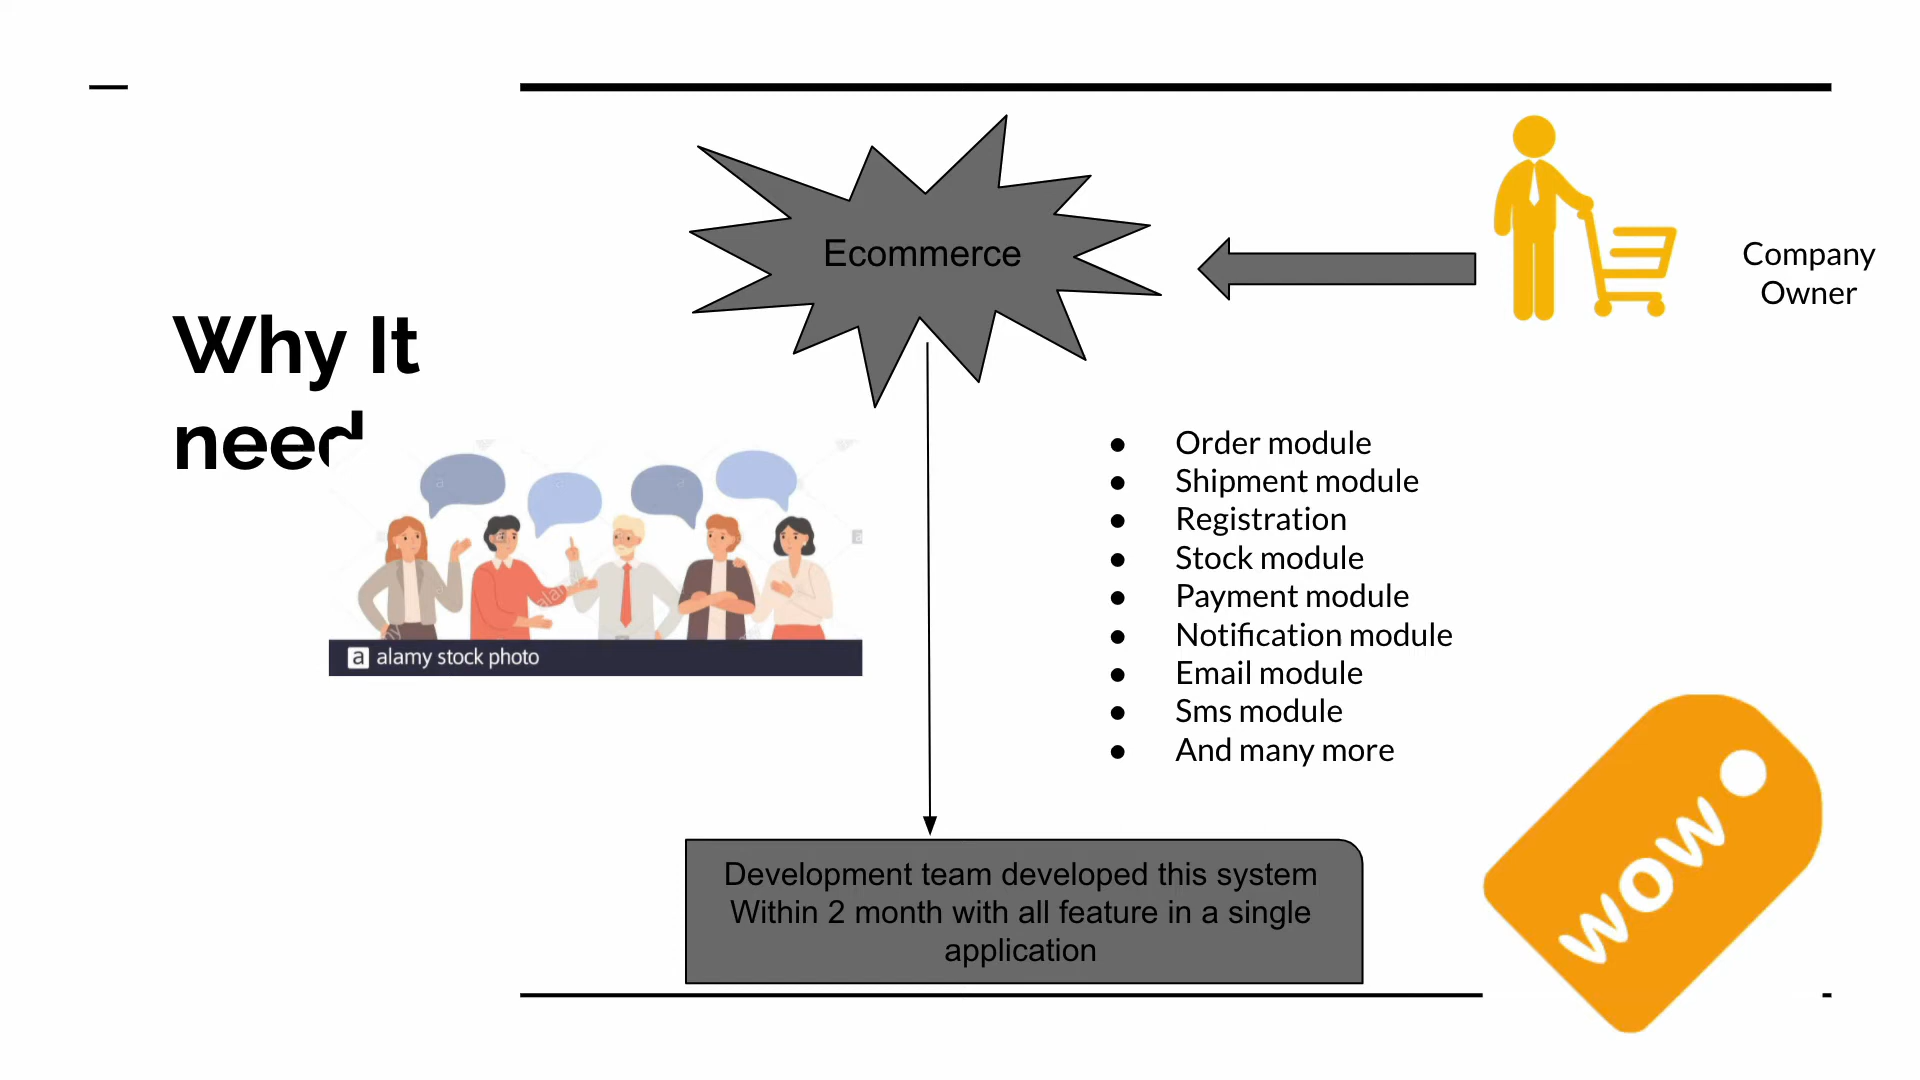 Why It
need
Ecommerce
Company
Owner
● Order module
● Shipment module
● Registration
● Stock module
● Payment module
● Notification module
● Email module
● Sms module
● And many more
a alamy stock photo
Development team developed this system
Within 2 month with all feature in a single
application
wow